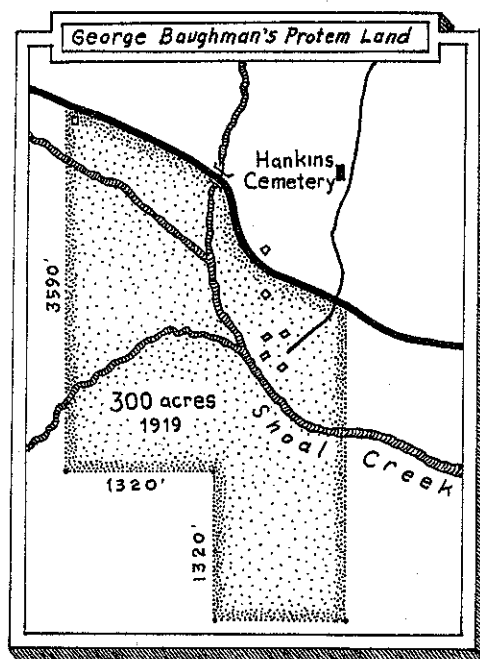 George Baughman's Protem Land
Hankins
Cemetery
3590'
300 acres
1919
Shoal Creek
1320'
1320'